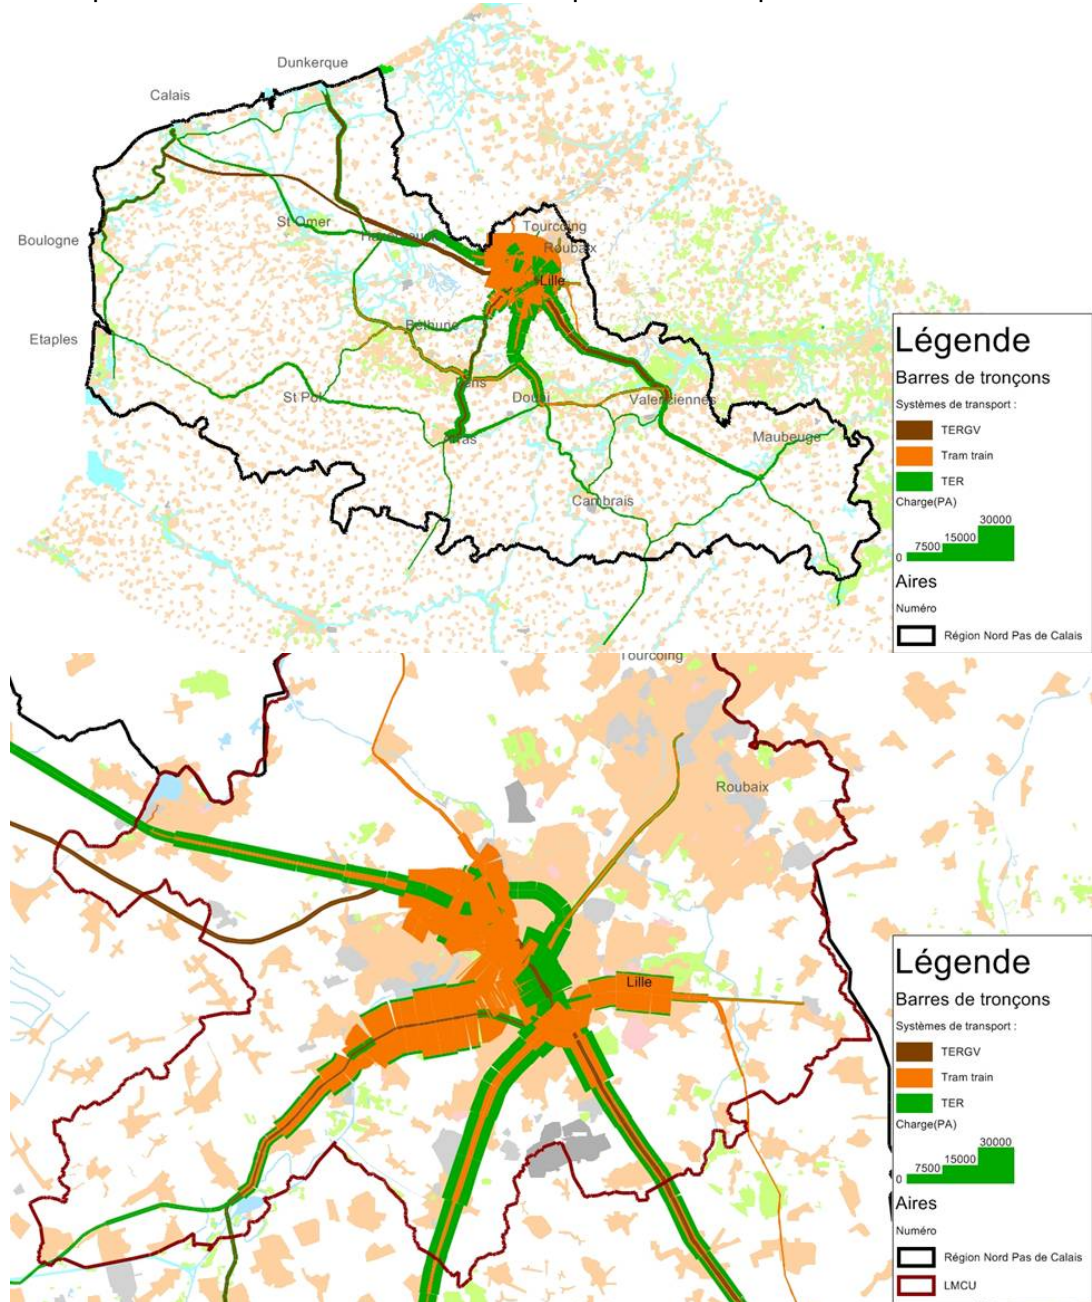 Dunkerque
Calais
St Omer
Tourcoing
Boulogne
Roubaix
Lille
Etaples
Béthune
Lens
St Pol
Douai
Valenciennes
Arras
Maubeuge
Cambrais
Légende
Barres de tronçons
Systèmes de transport :
TERGV
Tram train
TER
Charge(PA)
30000
15000
7500
0
Aires
Numéro
Région Nord Pas de Calais
Tourcoing
Roubaix
Lille
Légende
Barres de tronçons
Systèmes de transport :
TERGV
Tram train
TER
Charge(PA)
30000
15000
7500
0
Aires
Numéro
Région Nord Pas de Calais
LMCU